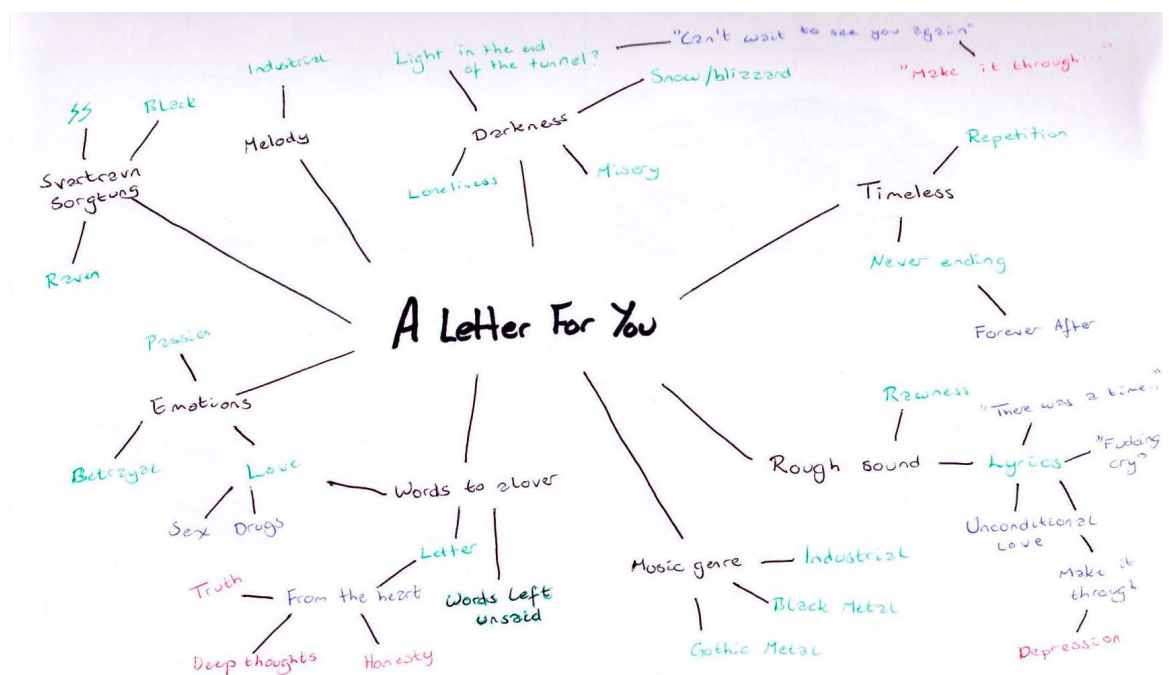 Light in the end
of the tunnel?
"Can't wait to see you again"
"Make it through...."
Industrial
Snow/blizzard
ϟϟ
Black
Melody
Darkness
Repetition
Svartravn
Sorgtung
Loneliness
Misery
Timeless
Raven
Never ending
A Letter For You
Forever After
Passion
Emotions
Rawness
"There was a time..."
Betrayal
Love
Words to a lover
Rough sound
Lyrics
"Fucking
cry"
Sex
Drugs
Letter
Unconditional
Love
Music genre
Industrial
Truth
From the heart
Words Left
unsaid
Black Metal
Make it
through
Deep thoughts
Honesty
Gothic Metal
Depression